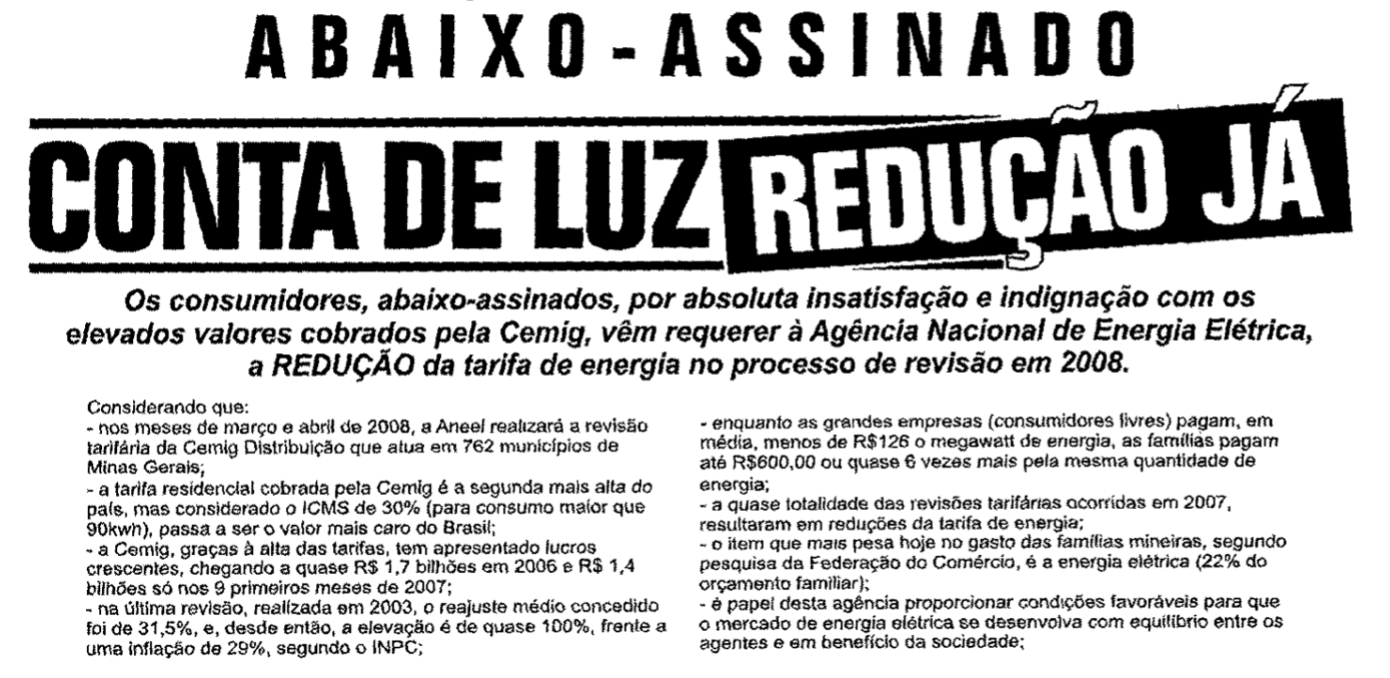 ABAIXO-ASSINADO
CONTA DE LUZ REDUÇÃO JÁ
Os consumidores, abaixo-assinados, por absoluta insatisfação e indignação com os
elevados valores cobrados pela Cemig, vêm requerer à Agência Nacional de Energia Elétrica,
a REDUÇÃO da tarifa de energia no processo de revisão em 2008.
Considerando que:
- nos meses de março e abril de 2008, a Aneel realizará a revisão
tarifária da Cemig Distribuição que atua em 762 municípios de
Minas Gerais;
- a tarifa residencial cobrada pela Cemig é a segunda mais alta do
país, mas considerado o ICMS de 30% (para consumo maior que
90kwh), passa a ser o valor mais caro do Brasil;
- a Cemig, graças à alta das tarifas, tem apresentado lucros
crescentes, chegando a quase R$ 1,7 bilhões em 2006 e R$ 1,4
bilhões só nos 9 primeiros meses de 2007;
- na última revisão, realizada em 2003, o reajuste médio concedido
foi de 31,5%, e, desde então, a elevação é de quase 100%, frente a
uma inflação de 29%, segundo o INPC;
- enquanto as grandes empresas (consumidores livres) pagam, em
média, menos de R$126 o megawatt de energia, as famílias pagam
até R$600,00 ou quase 6 vezes mais pela mesma quantidade de
energia;
- a quase totalidade das revisões tarifárias ocorridas em 2007,
resultaram em reduções da tarifa de energia;
- o item que mais pesa hoje no gasto das famílias mineiras, segundo
pesquisa da Federação do Comércio, é a energia elétrica (22% do
orçamento familiar);
- é papel desta agência proporcionar condições favoráveis para que
o mercado de energia elétrica se desenvolva com equilíbrio entre os
agentes e em benefício da sociedade;